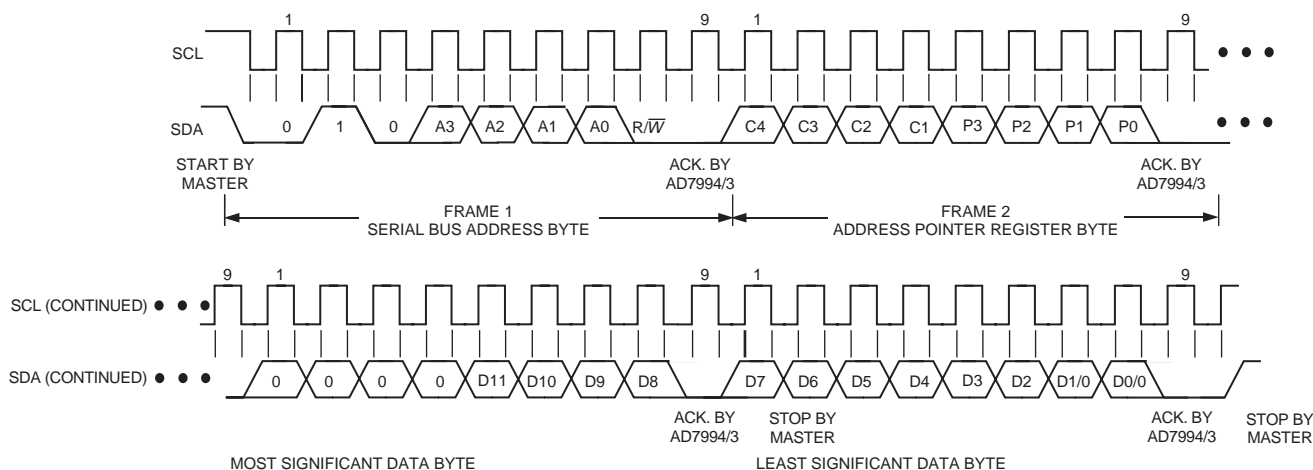 1 9 1 9
SCL
SDA 0 1 0 A3 A2 A1 A0 R/W̅ C4 C3 C2 C1 P3 P2 P1 P0
START BY MASTER
ACK. BY AD7994/3
ACK. BY AD7994/3
FRAME 1
SERIAL BUS ADDRESS BYTE
FRAME 2
ADDRESS POINTER REGISTER BYTE
9 1 9 1 9
SCL (CONTINUED)
SDA (CONTINUED) 0 0 0 0 D11 D10 D9 D8 D7 D6 D5 D4 D3 D2 D1/0 D0/0
ACK. BY AD7994/3
STOP BY MASTER
ACK. BY AD7994/3
STOP BY MASTER
MOST SIGNIFICANT DATA BYTE
LEAST SIGNIFICANT DATA BYTE